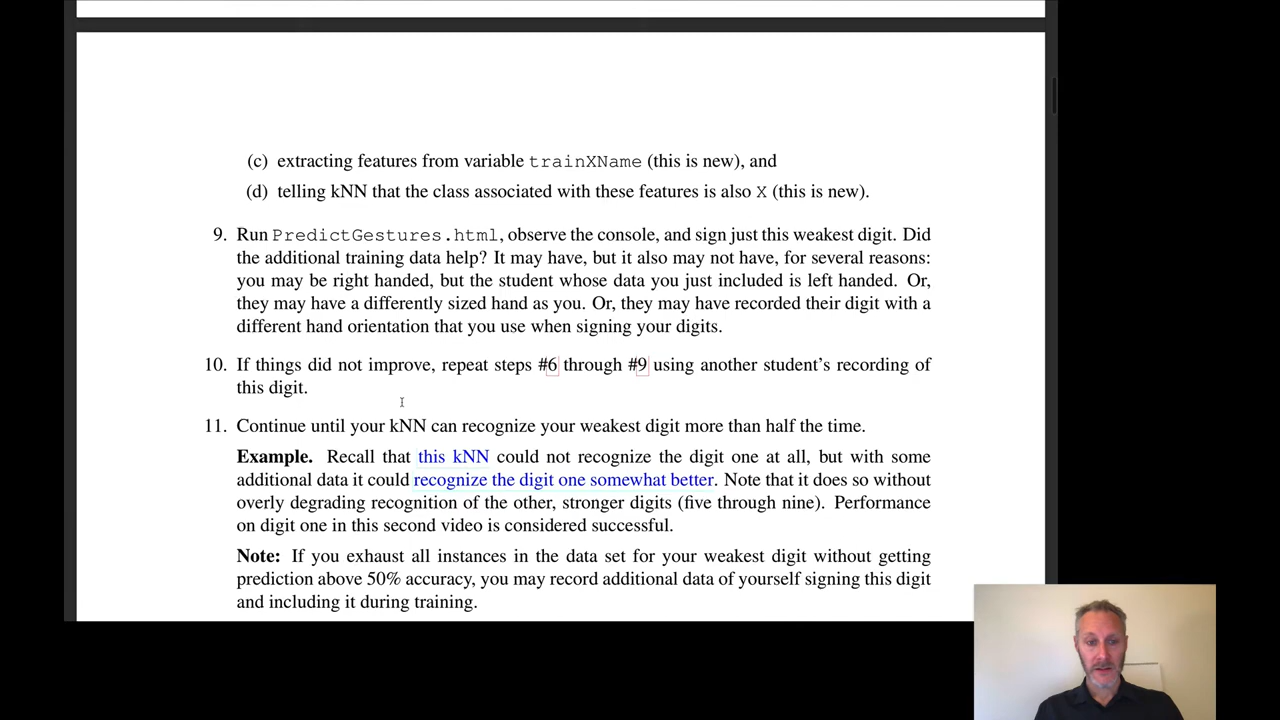 (c) extracting features from variable trainXName (this is new), and
(d) telling kNN that the class associated with these features is also X (this is new).
9. Run PredictGestures.html, observe the console, and sign just this weakest digit. Did
the additional training data help? It may have, but it also may not have, for several reasons:
you may be right handed, but the student whose data you just included is left handed. Or,
they may have a differently sized hand as you. Or, they may have recorded their digit with a
different hand orientation that you use when signing your digits.
10. If things did not improve, repeat steps #6 through #9 using another student's recording of
this digit.
11. Continue until your kNN can recognize your weakest digit more than half the time.
Example. Recall that this kNN could not recognize the digit one at all, but with some
additional data it could recognize the digit one somewhat better. Note that it does so without
overly degrading recognition of the other, stronger digits (five through nine). Performance
on digit one in this second video is considered successful.
Note: If you exhaust all instances in the data set for your weakest digit without getting
prediction above 50% accuracy, you may record additional data of yourself signing this digit
and including it during training.